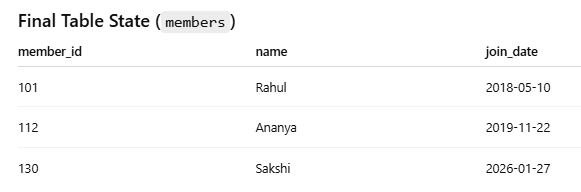 Final Table State (members)
member_id name join_date
101 Rahul 2018-05-10
112 Ananya 2019-11-22
130 Sakshi 2026-01-27